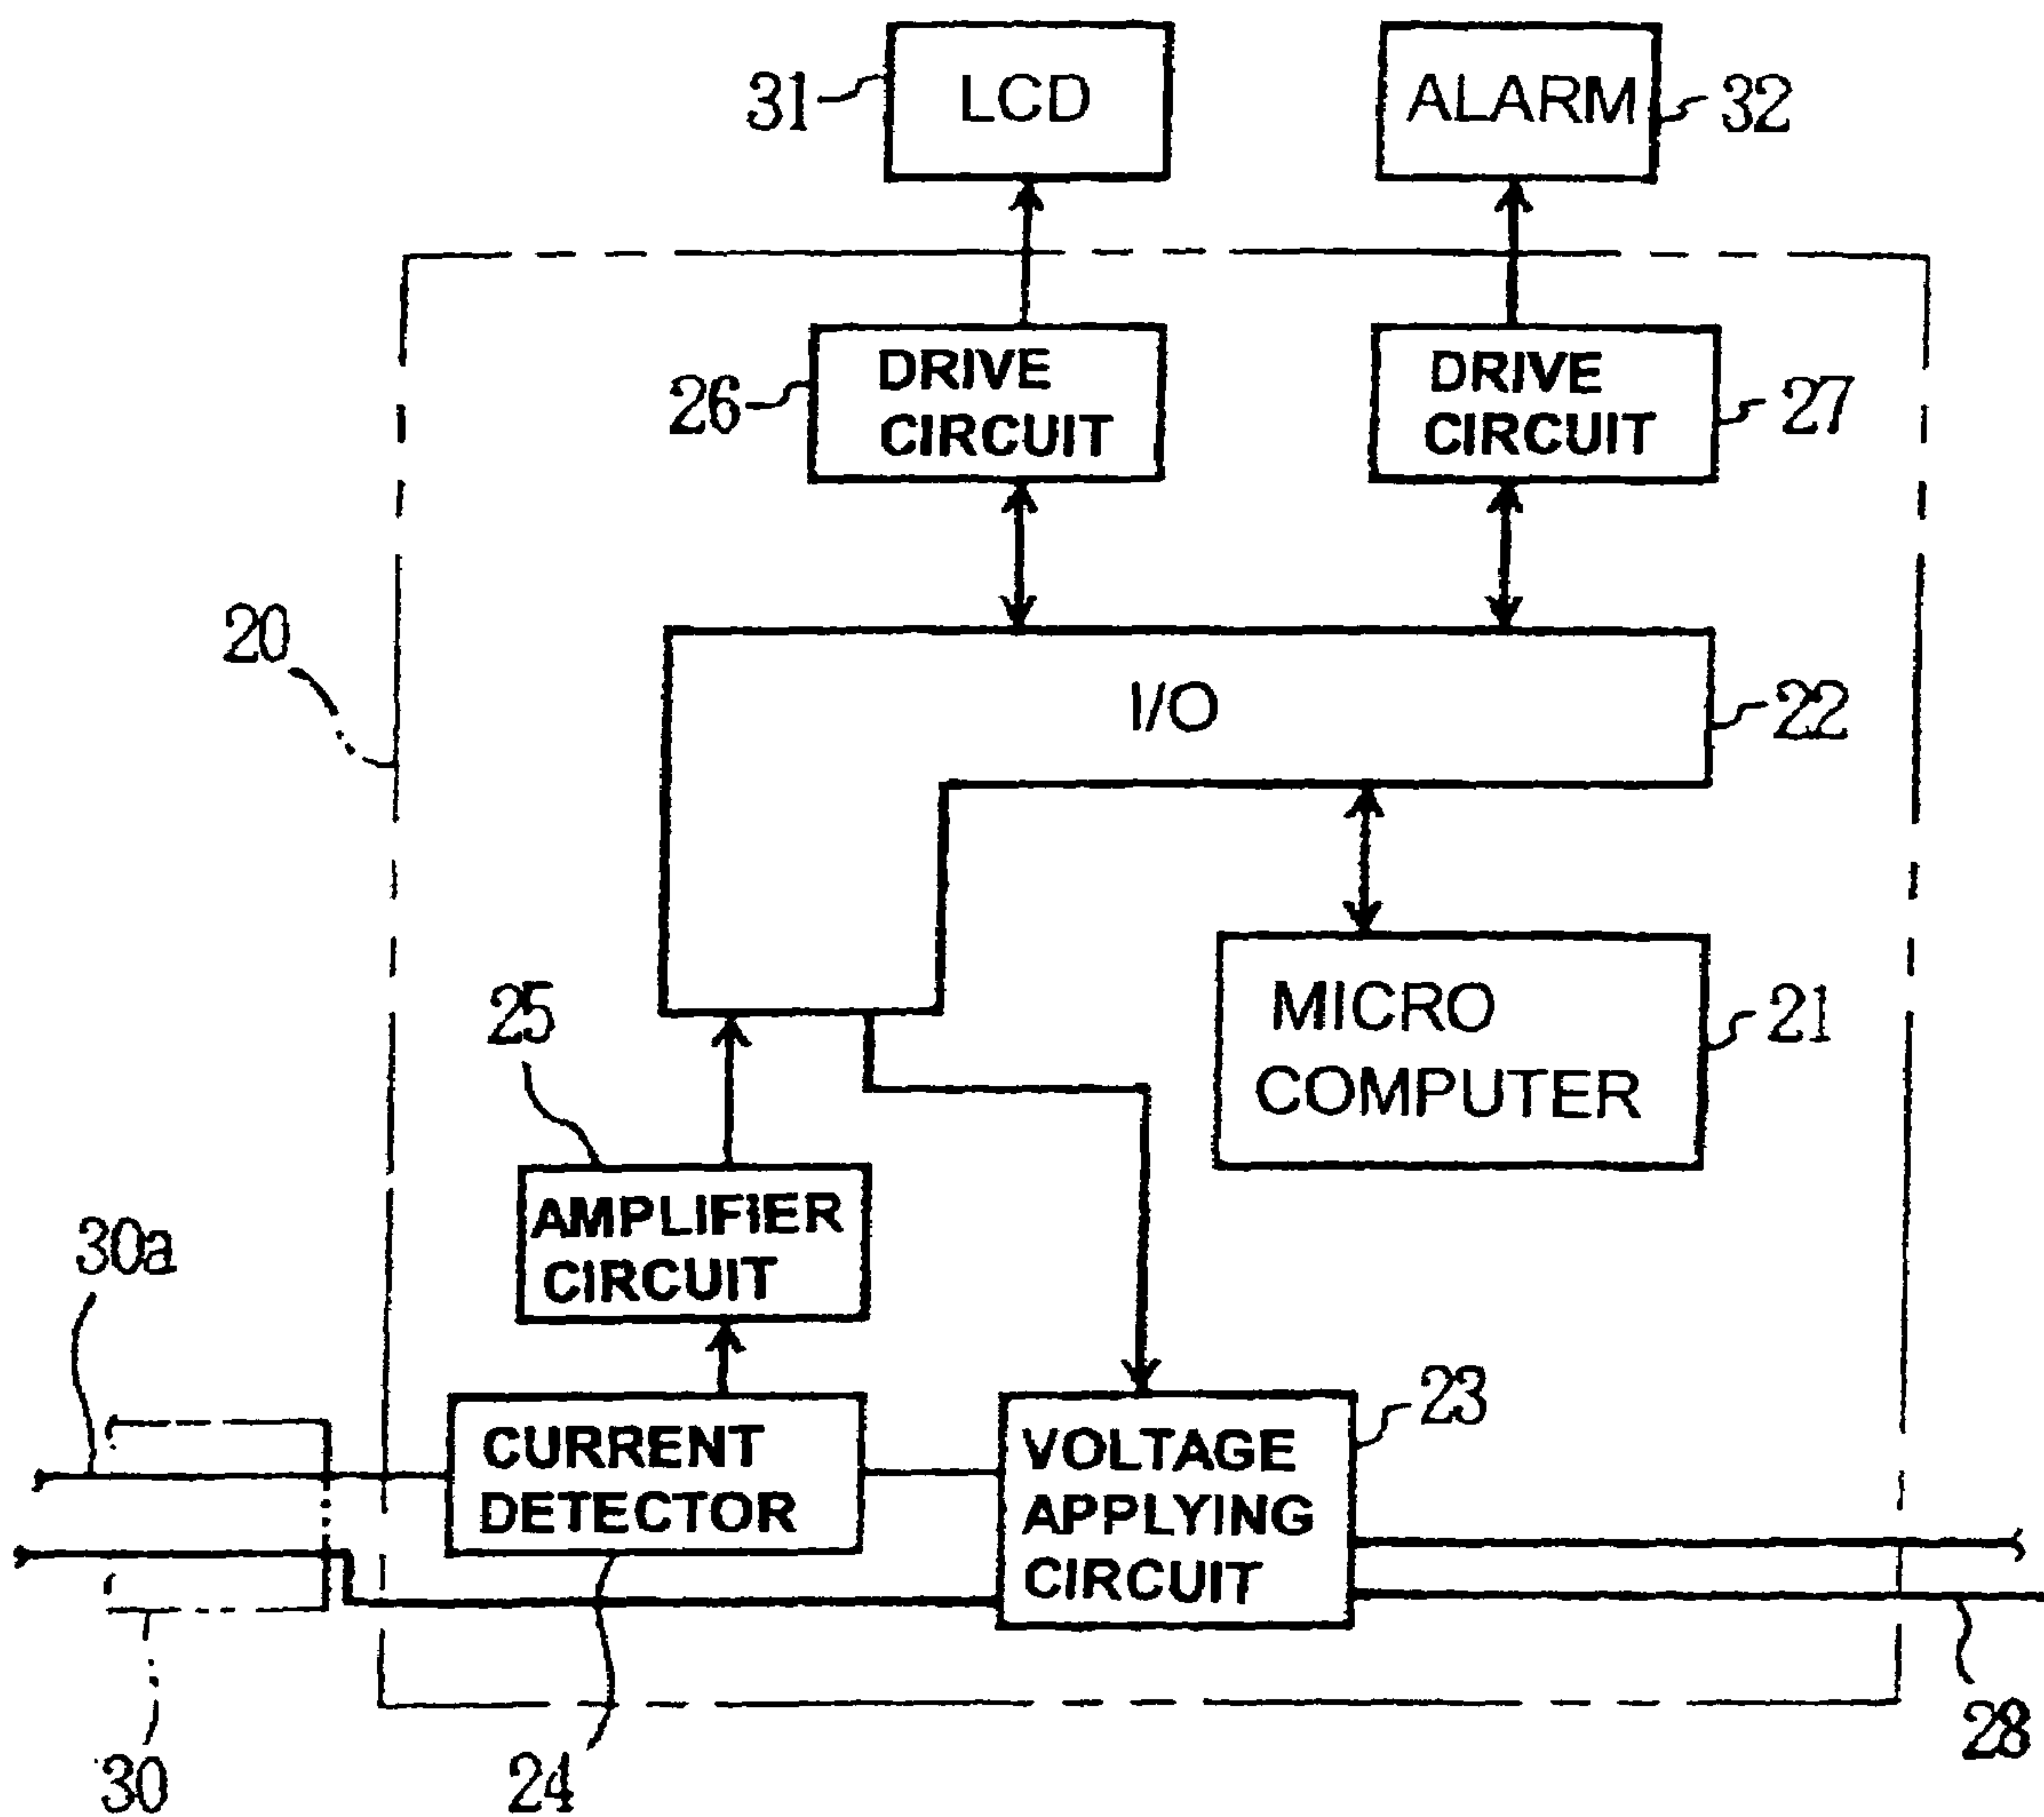 31
LCD
ALARM
32
26
DRIVE
CIRCUIT
DRIVE
CIRCUIT
27
20
I/O
22
25
MICRO
COMPUTER
21
30a
AMPLIFIER
CIRCUIT
CURRENT
DETECTOR
VOLTAGE
APPLYING
CIRCUIT
23
30
24
28